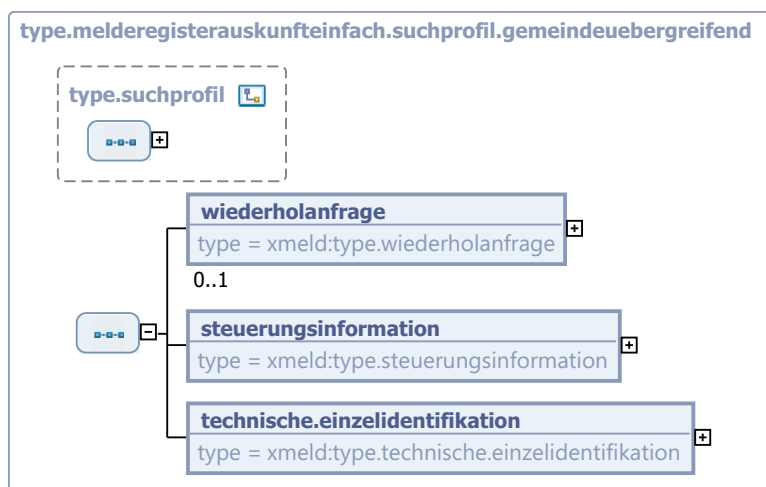 type.melderegisterauskunfteinfach.suchprofil.gemeindeuebergreifend
type.suchprofil
wiederholanfrage
type = xmeld:type.wiederholanfrage
0..1
steuerungsinformation
type = xmeld:type.steuerungsinformation
technische.einzelidentifikation
type = xmeld:type.technische.einzelidentifikation